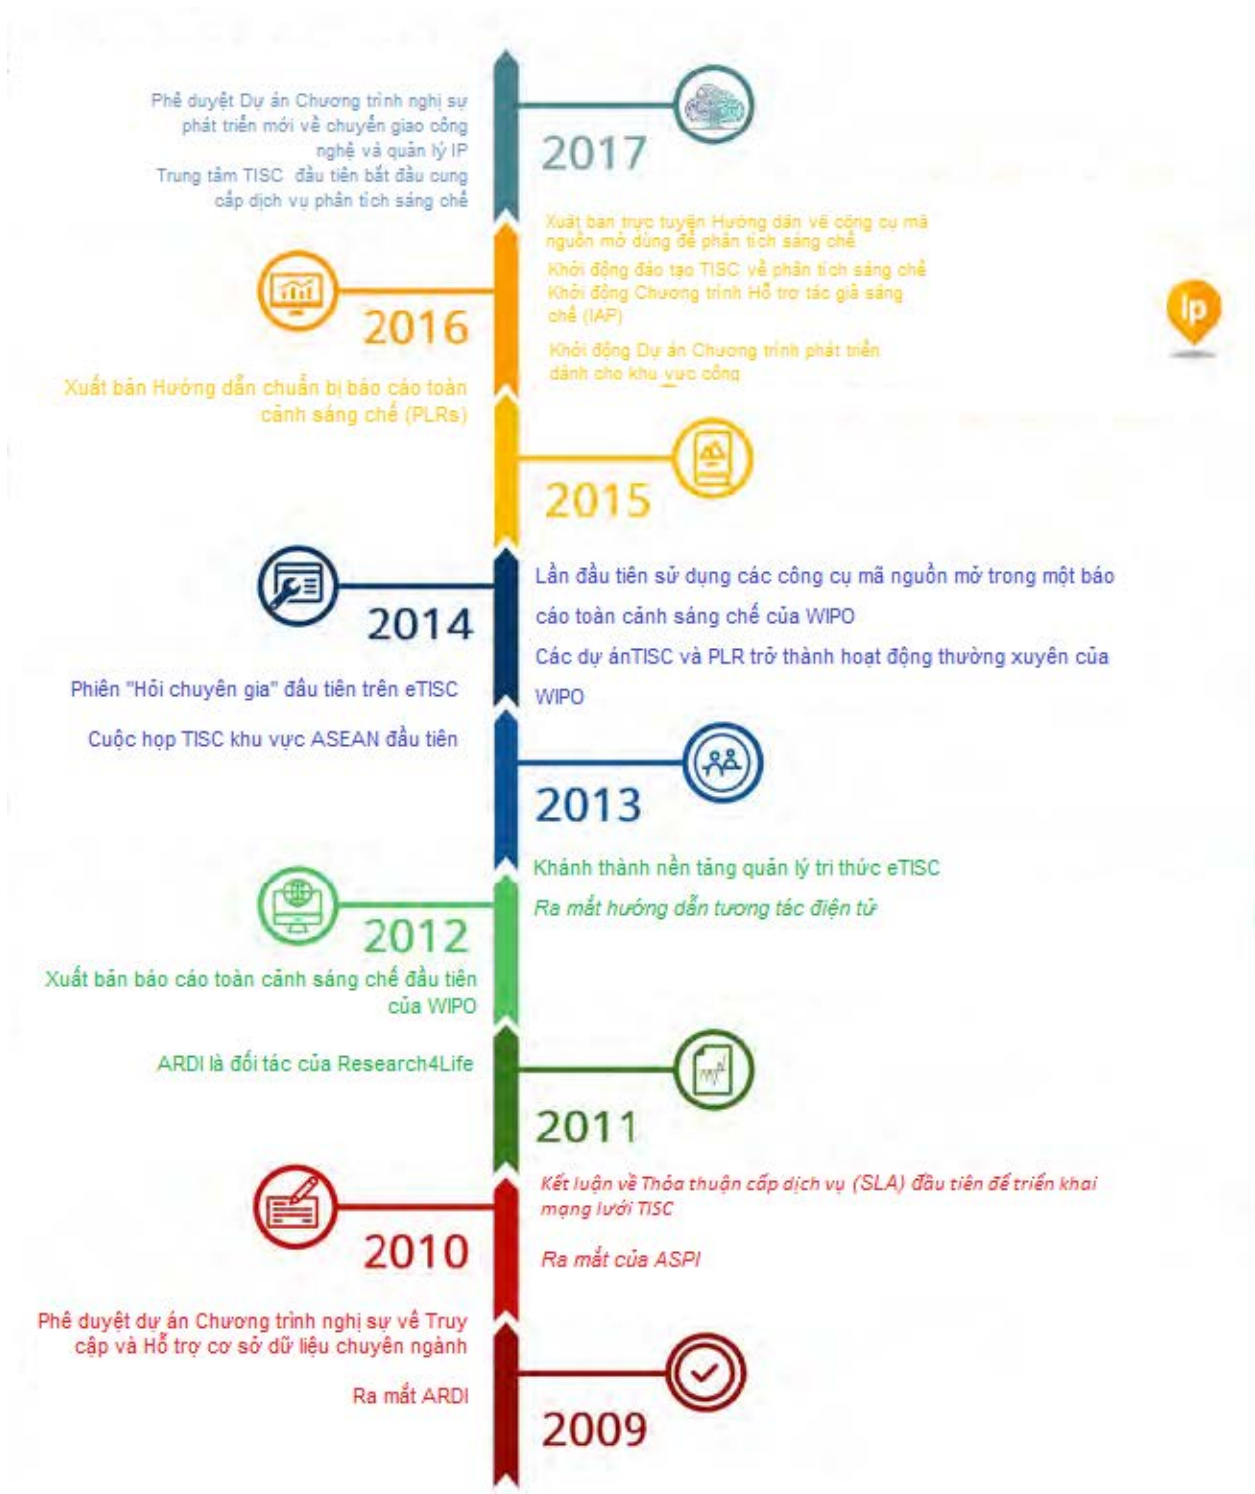 Phê duyệt Dự án Chương trình nghị sự
phát triển mới về chuyển giao công
nghệ và quản lý IP
Trung tâm TISC đầu tiên bắt đầu cung
cấp dịch vụ phân tích sáng chế
2017
Xuất bản trực tuyến Hướng dẫn về công cụ mã
nguồn mở dùng để phân tích sáng chế
Khởi động đào tạo TISC về phân tích sáng chế
Khởi động Chương trình Hỗ trợ tác giả sáng
chế (IAP)
Khởi động Dự án Chương trình phát triển
dành cho khu vực công
Ip
2016
Xuất bản Hướng dẫn chuẩn bị báo cáo toàn
cảnh sáng chế (PLRs)
2015
Lần đầu tiên sử dụng các công cụ mã nguồn mở trong một báo
cáo toàn cảnh sáng chế của WIPO
Các dự ánTISC và PLR trở thành hoạt động thường xuyên của
WIPO
2014
Phiên "Hỏi chuyên gia" đầu tiên trên eTISC
Cuộc họp TISC khu vực ASEAN đầu tiên
2013
Khánh thành nền tảng quản lý tri thức eTISC
Ra mắt hướng dẫn tương tác điện tử
2012
Xuất bản báo cáo toàn cảnh sáng chế đầu tiên
của WIPO
ARDI là đối tác của Research4Life
2011
Kết luận về Thỏa thuận cấp dịch vụ (SLA) đầu tiên để triển khai
mạng lưới TISC
Ra mắt của ASPI
2010
Phê duyệt dự án Chương trình nghị sự về Truy
cập và Hỗ trợ cơ sở dữ liệu chuyên ngành
Ra mắt ARDI
2009